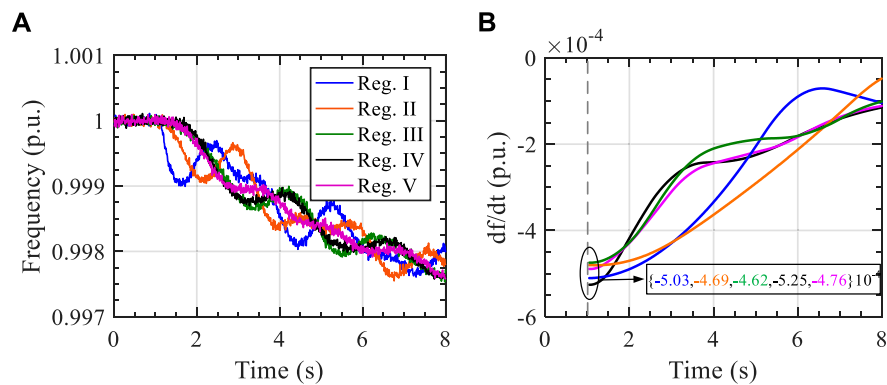 A
1.001
1
0.999
0.998
0.997
Frequency (p.u.)
Reg. I
Reg. II
Reg. III
Reg. IV
Reg. V
0 2 4 6 8
Time (s)
B
×10⁻⁴
0
-2
-4
-6
df/dt (p.u.)
{-5.03,-4.69,-4.62,-5.25,-4.76}10⁻
0 2 4 6 8
Time (s)